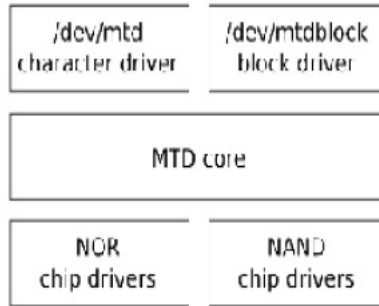 /dev/mtd
character driver
/dev/mtdblock
block driver
MTD core
NOR
chip drivers
NAND
chip drivers